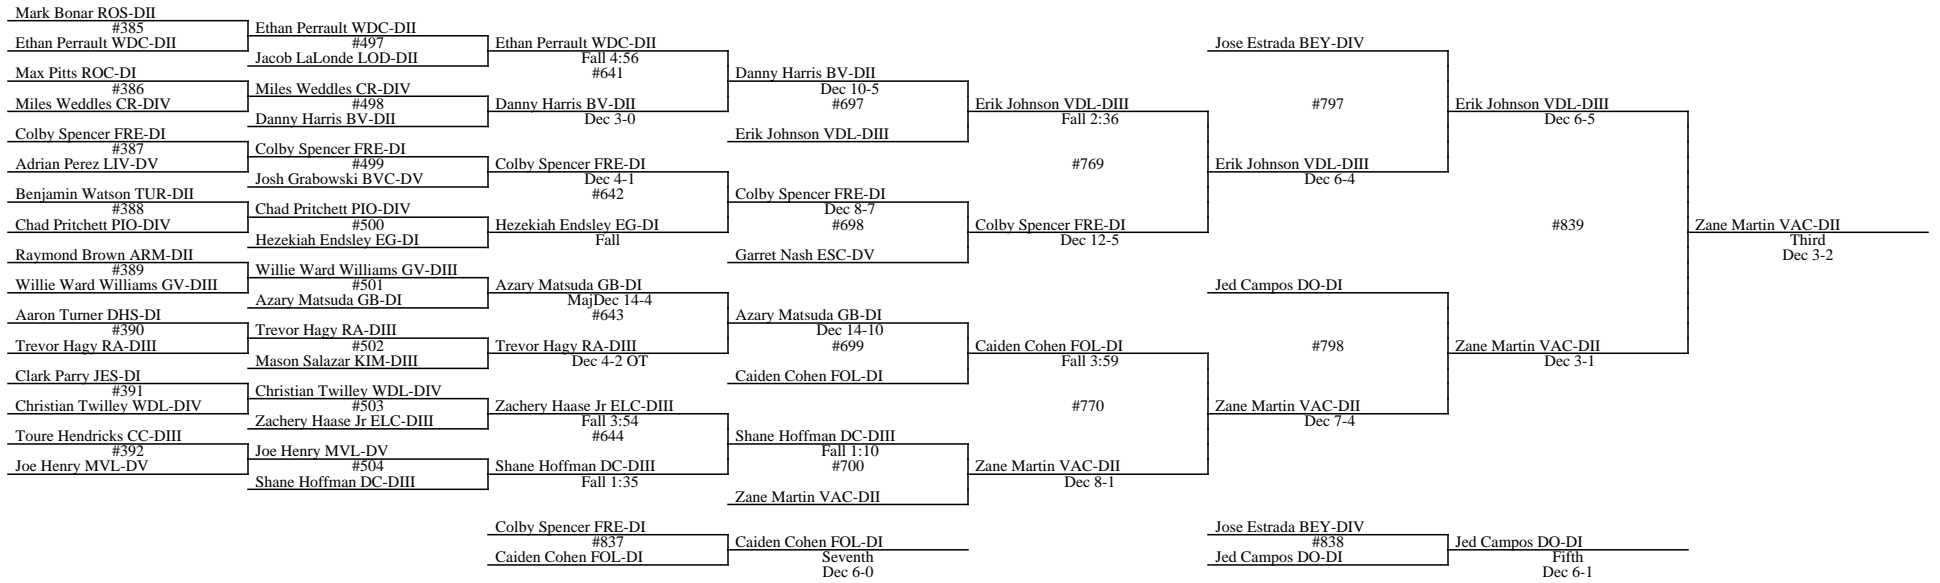 Mark Bonar ROS-DII
#385
Ethan Perrault WDC-DII
Max Pitts ROC-DI
#386
Miles Weddles CR-DIV
Colby Spencer FRE-DI
#387
Adrian Perez LIV-DV
Benjamin Watson TUR-DII
#388
Chad Pritchett PIO-DIV
Raymond Brown ARM-DII
#389
Willie Ward Williams GV-DIII
Aaron Turner DHS-DI
#390
Trevor Hagy RA-DIII
Clark Parry JES-DI
#391
Christian Twilley WDL-DIV
Toure Hendricks CC-DIII
#392
Joe Henry MVL-DV
Ethan Perrault WDC-DII
#497
Jacob LaLonde LOD-DII
Miles Weddles CR-DIV
#498
Danny Harris BV-DII
Colby Spencer FRE-DI
#499
Josh Grabowski BVC-DV
Chad Pritchett PIO-DIV
#500
Hezekiah Endsley EG-DI
Willie Ward Williams GV-DIII
#501
Azary Matsuda GB-DI
Trevor Hagy RA-DIII
#502
Mason Salazar KIM-DIII
Christian Twilley WDL-DIV
#503
Zachery Haase Jr ELC-DIII
Joe Henry MVL-DV
#504
Shane Hoffman DC-DIII
Ethan Perrault WDC-DII
Fall 4:56
#641
Danny Harris BV-DII
Dec 3-0
Colby Spencer FRE-DI
Dec 4-1
#642
Hezekiah Endsley EG-DI
Fall
Azary Matsuda GB-DI
MajDec 14-4
#643
Trevor Hagy RA-DIII
Dec 4-2 OT
Zachery Haase Jr ELC-DIII
Fall 3:54
#644
Shane Hoffman DC-DIII
Fall 1:35
Danny Harris BV-DII
Dec 10-5
#697
Erik Johnson VDL-DIII
Colby Spencer FRE-DI
Dec 8-7
#698
Garret Nash ESC-DV
Azary Matsuda GB-DI
Dec 14-10
#699
Caiden Cohen FOL-DI
Shane Hoffman DC-DIII
Fall 1:10
#700
Zane Martin VAC-DII
Erik Johnson VDL-DIII
Fall 2:36
#769
Colby Spencer FRE-DI
Dec 12-5
Caiden Cohen FOL-DI
Fall 3:59
#770
Zane Martin VAC-DII
Dec 8-1
Jose Estrada BEY-DIV
#797
Erik Johnson VDL-DIII
Dec 6-4
Jed Campos DO-DI
#798
Zane Martin VAC-DII
Dec 7-4
Erik Johnson VDL-DIII
Dec 6-5
#839
Zane Martin VAC-DII
Dec 3-1
Zane Martin VAC-DII
Third
Dec 3-2
Colby Spencer FRE-DI
#837
Caiden Cohen FOL-DI
Caiden Cohen FOL-DI
Seventh
Dec 6-0
Jose Estrada BEY-DIV
#838
Jed Campos DO-DI
Jed Campos DO-DI
Fifth
Dec 6-1